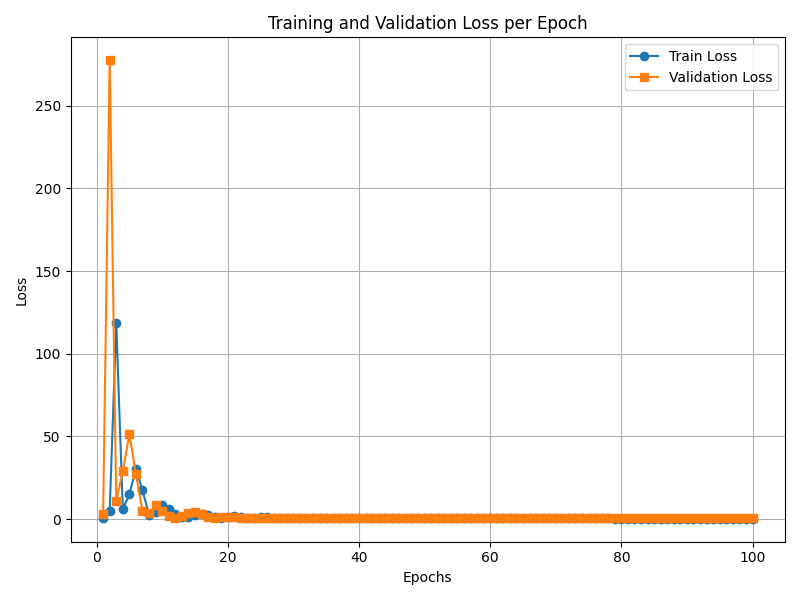 Training and Validation Loss per Epoch
Train Loss
Validation Loss
250
200
150
100
50
0
Loss
0 20 40 60 80 100
Epochs